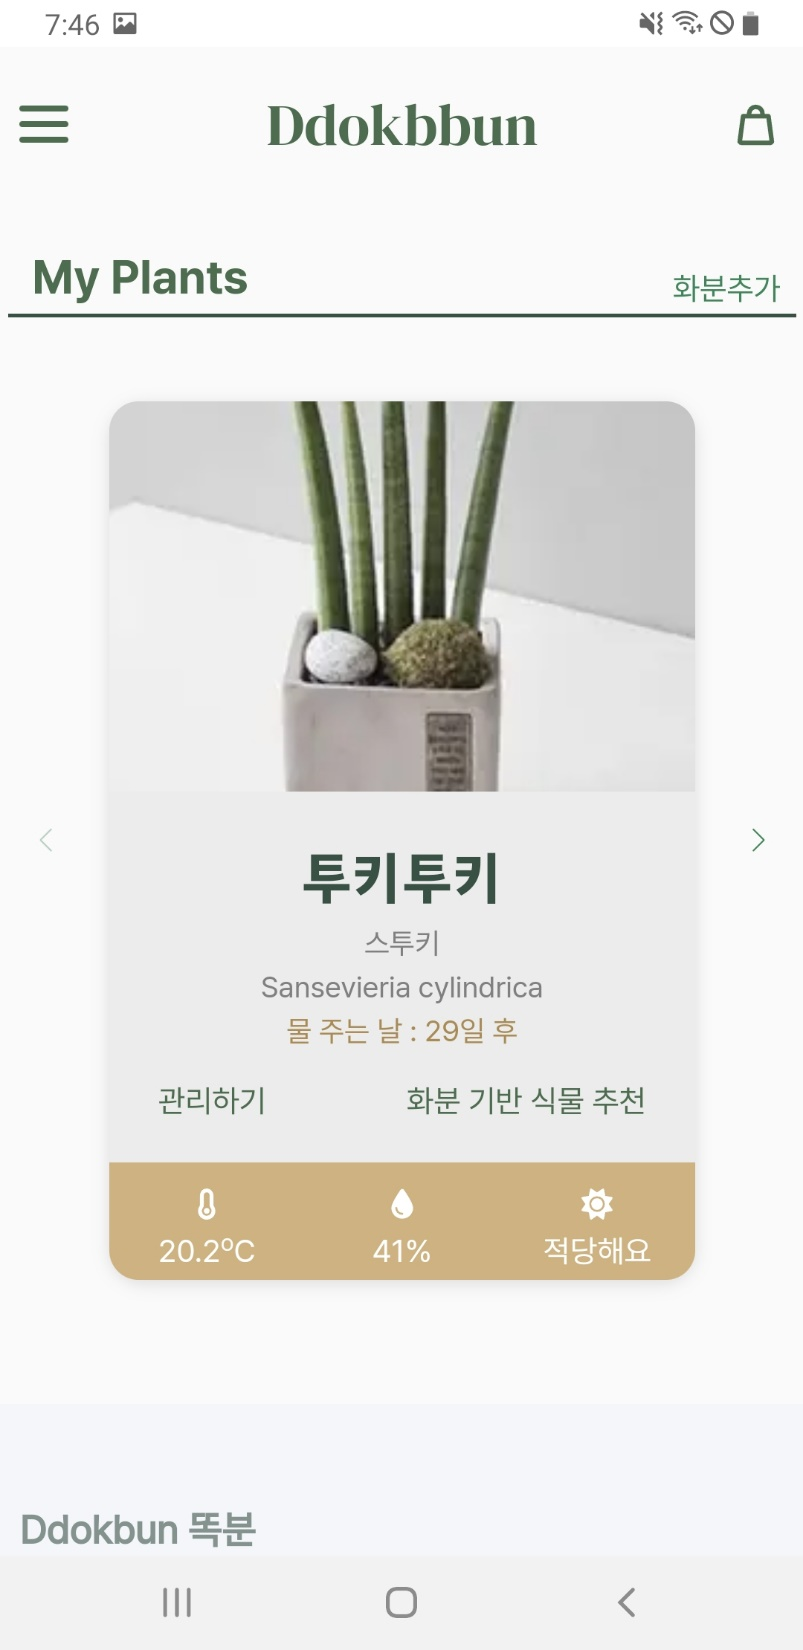 7:46
Ddokbbun
My Plants
화분추가
투키투키
스투키
Sansevieria cylindrica
물 주는 날 : 29일 후
관리하기 화분 기반 식물 추천
20.2°C 41% 적당해요
Ddokbun 똑분